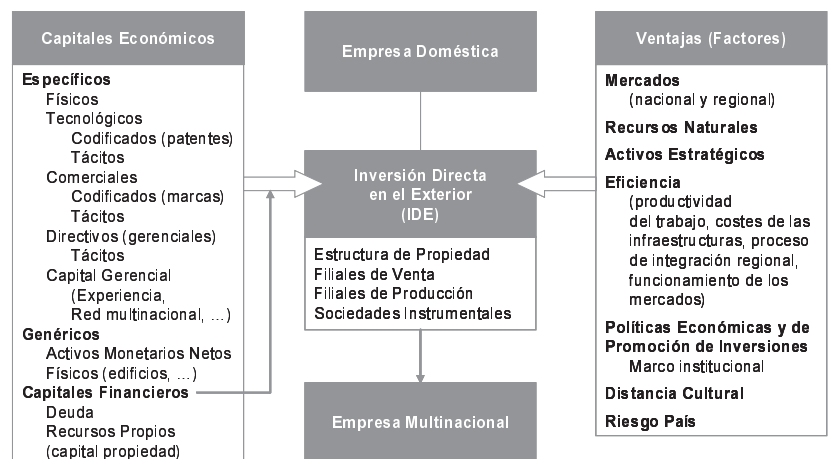 Capitales Económicos
Específicos
Físicos
Tecnológicos
Codificados (patentes)
Tácitos
Comerciales
Codificados (marcas)
Tácitos
Directivos (gerenciales)
Tácitos
Capital Gerencial
(Experiencia,
Red multinacional, ...)
Genéricos
Activos Monetarios Netos
Físicos (edificios, ...)
Capitales Financieros
Deuda
Recursos Propios
(capital propiedad)
Empresa Doméstica
Inversión Directa
en el Exterior
(IDE)
Estructura de Propiedad
Filiales de Venta
Filiales de Producción
Sociedades Instrumentales
Empresa Multinacional
Ventajas (Factores)
Mercados
(nacional y regional)
Recursos Naturales
Activos Estratégicos
Eficiencia
(productividad
del trabajo, costes de las
infraestructuras, proceso
de integración regional,
funcionamiento de los
mercados)
Políticas Económicas y de
Promoción de Inversiones
Marco institucional
Distancia Cultural
Riesgo País